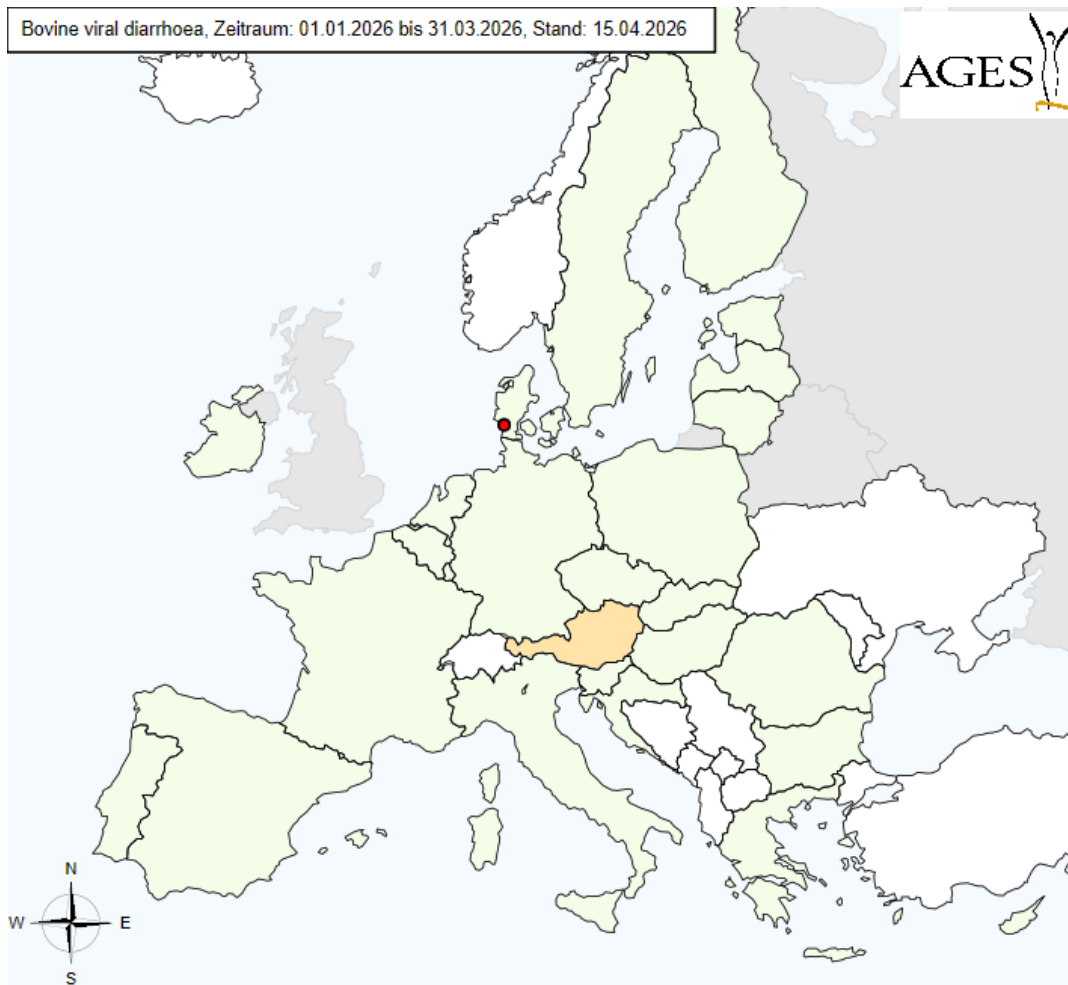 Bovine viral diarrhoea, Zeitraum: 01.01.2026 bis 31.03.2026, Stand: 15.04.2026
AGES
N
W
E
S